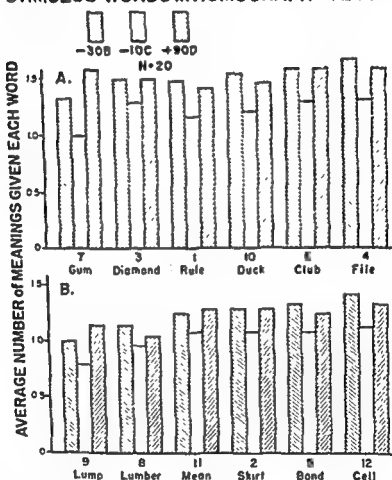 WORDS
-30B -10C +90D
N=20
AVERAGE NUMBER of MEANINGS GIVEN EACH WORD
A.
1.5
1.0
0.5
0
7 3 1 10 4
Gum Diamond Rule Duck Club File
B.
1.5
1.0
0.5
0
9 8 11 2 12
Lump Lumber Mean Skirt Bond Cell